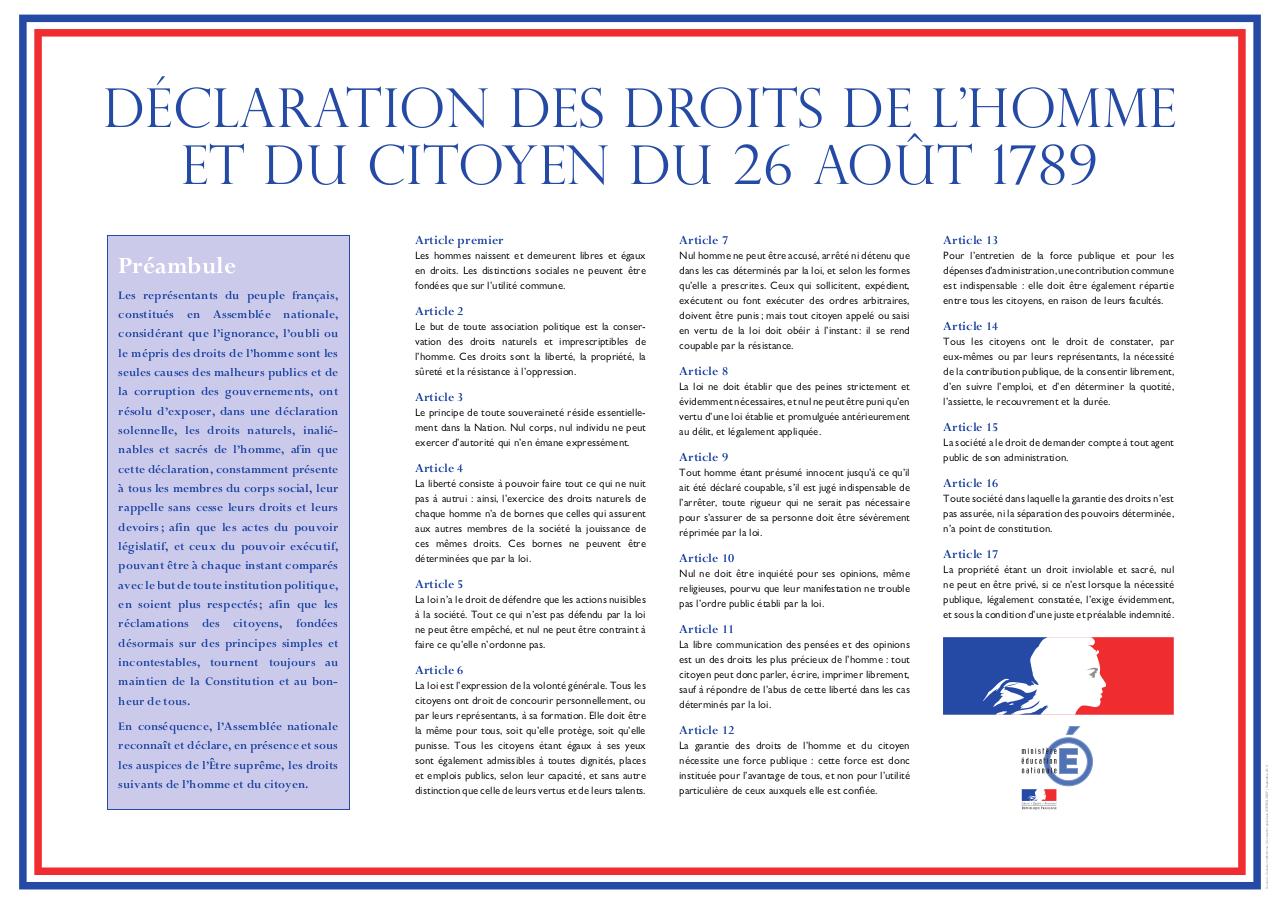 DÉCLARATION DES DROITS DE L'HOMME
ET DU CITOYEN DU 26 AOÛT 1789
Préambule
Les représentants du peuple français,
constitués en Assemblée nationale,
considérant que l'ignorance, l'oubli ou
le mépris des droits de l'homme sont les
seules causes des malheurs publics et de
la corruption des gouvernements, ont
résolu d'exposer, dans une déclaration
solennelle, les droits naturels, inalié-
nables et sacrés de l'homme, afin que
cette déclaration, constamment présente
à tous les membres du corps social, leur
rappelle sans cesse leurs droits et leurs
devoirs ; afin que les actes du pouvoir
législatif, et ceux du pouvoir exécutif,
pouvant être à chaque instant comparés
avec le but de toute institution politique,
en soient plus respectés ; afin que les
réclamations des citoyens, fondées
désormais sur des principes simples et
incontestables, tournent toujours au
maintien de la Constitution et au bon-
heur de tous.
En conséquence, l'Assemblée nationale
reconnaît et déclare, en présence et sous
les auspices de l'Être suprême, les droits
suivants de l'homme et du citoyen.
Article premier
Les hommes naissent et demeurent libres et égaux
en droits. Les distinctions sociales ne peuvent être
fondées que sur l'utilité commune.
Article 2
Le but de toute association politique est la conser-
vation des droits naturels et imprescriptibles de
l'homme. Ces droits sont la liberté, la propriété, la
sûreté et la résistance à l'oppression.
Article 3
Le principe de toute souveraineté réside essentielle-
ment dans la Nation. Nul corps, nul individu ne peut
exercer d'autorité qui n'en émane expressément.
Article 4
La liberté consiste à pouvoir faire tout ce qui ne nuit
pas à autrui : ainsi, l'exercice des droits naturels de
chaque homme n'a de bornes que celles qui assurent
aux autres membres de la société la jouissance de
ces mêmes droits. Ces bornes ne peuvent être
déterminées que par la loi.
Article 5
La loi n'a le droit de défendre que les actions nuisibles
à la société. Tout ce qui n'est pas défendu par la loi
ne peut être empêché, et nul ne peut être contraint à
faire ce qu'elle n'ordonne pas.
Article 6
La loi est l'expression de la volonté générale. Tous les
citoyens ont droit de concourir personnellement, ou
par leurs représentants, à sa formation. Elle doit être
la même pour tous, soit qu'elle protège, soit qu'elle
punisse. Tous les citoyens étant égaux à ses yeux
sont également admissibles à toutes dignités, places
et emplois publics, selon leur capacité, et sans autre
distinction que celle de leurs vertus et de leurs talents.
Article 7
Nul homme ne peut être accusé, arrêté ni détenu que
dans les cas déterminés par la loi, et selon les formes
qu'elle a prescrites. Ceux qui sollicitent, expédient,
exécutent ou font exécuter des ordres arbitraires,
doivent être punis ; mais tout citoyen appelé ou saisi
en vertu de la loi doit obéir à l'instant : il se rend
coupable par la résistance.
Article 8
La loi ne doit établir que des peines strictement et
évidemment nécessaires, et nul ne peut être puni qu'en
vertu d'une loi établie et promulguée antérieurement
au délit, et légalement appliquée.
Article 9
Tout homme étant présumé innocent jusqu'à ce qu'il
ait été déclaré coupable, s'il est jugé indispensable de
l'arrêter, toute rigueur qui ne serait pas nécessaire
pour s'assurer de sa personne doit être sévèrement
réprimée par la loi.
Article 10
Nul ne doit être inquiété pour ses opinions, même
religieuses, pourvu que leur manifestation ne trouble
pas l'ordre public établi par la loi.
Article 11
La libre communication des pensées et des opinions
est un des droits les plus précieux de l'homme : tout
citoyen peut donc parler, écrire, imprimer librement,
sauf à répondre de l'abus de cette liberté dans les cas
déterminés par la loi.
Article 12
La garantie des droits de l'homme et du citoyen
nécessite une force publique : cette force est donc
instituée pour l'avantage de tous, et non pour l'utilité
particulière de ceux auxquels elle est confiée.
Article 13
Pour l'entretien de la force publique et pour les
dépenses d'administration, une contribution commune
est indispensable : elle doit être également répartie
entre tous les citoyens, en raison de leurs facultés.
Article 14
Tous les citoyens ont le droit de constater, par
eux-mêmes ou par leurs représentants, la nécessité
de la contribution publique, de la consentir librement,
d'en suivre l'emploi, et d'en déterminer la quotité,
l'assiette, le recouvrement et la durée.
Article 15
La société a le droit de demander compte à tout agent
public de son administration.
Article 16
Toute société dans laquelle la garantie des droits n'est
pas assurée, ni la séparation des pouvoirs déterminée,
n'a point de constitution.
Article 17
La propriété étant un droit inviolable et sacré, nul
ne peut en être privé, si ce n'est lorsque la nécessité
publique, légalement constatée, l'exige évidemment,
et sous la condition d'une juste et préalable indemnité.
ministère
éducation
nationale
É